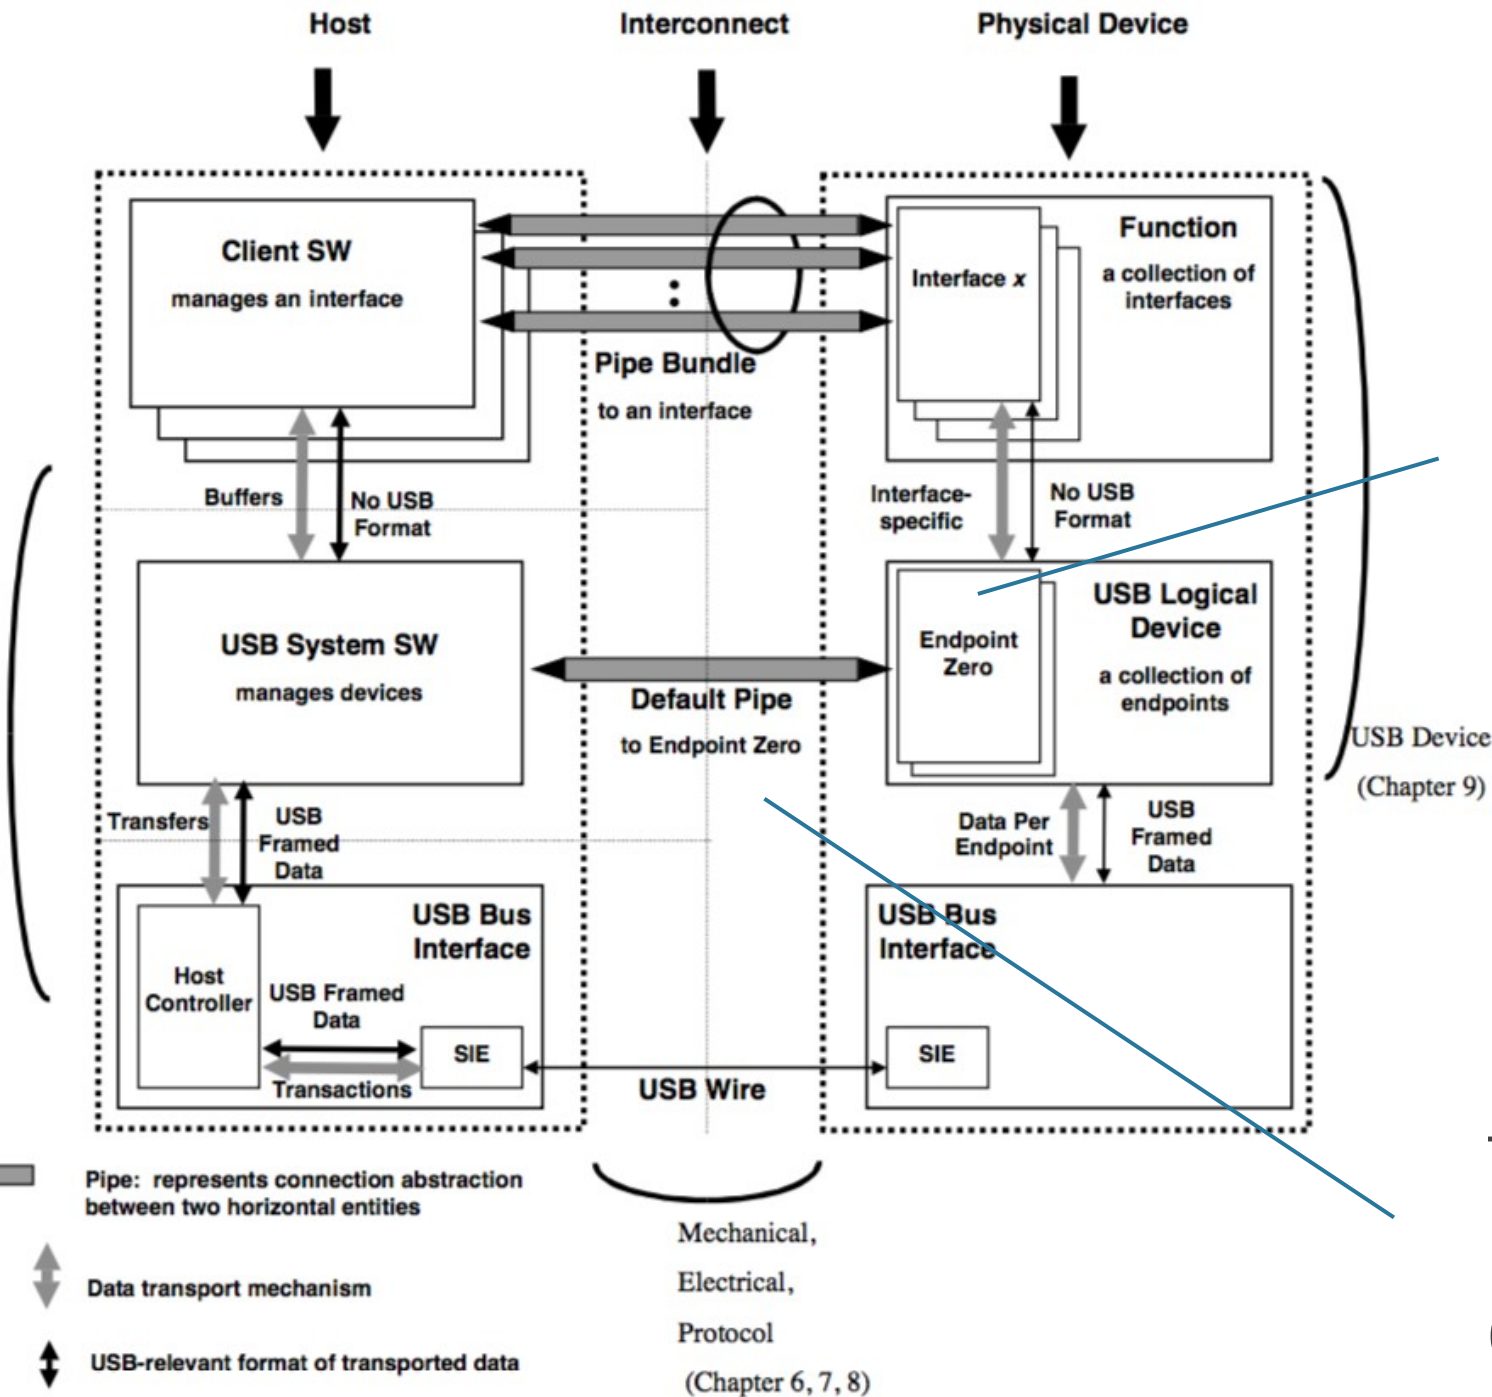 Host
Interconnect
Physical Device
Client SW
manages an interface
Pipe Bundle
to an interface
Interface x
Function
a collection of
interfaces
Buffers
No USB
Format
Interface-
specific
No USB
Format
USB System SW
manages devices
Default Pipe
to Endpoint Zero
Endpoint
Zero
USB Logical
Device
a collection of
endpoints
USB Device
(Chapter 9)
Transfers
USB
Framed
Data
Data Per
Endpoint
USB
Framed
Data
USB Bus
Interface
Host
Controller
USB Framed
Data
Transactions
SIE
USB Wire
USB Bus
Interface
SIE
Pipe: represents connection abstraction
between two horizontal entities
Data transport mechanism
USB-relevant format of transported data
Mechanical,
Electrical,
Protocol
(Chapter 6, 7, 8)